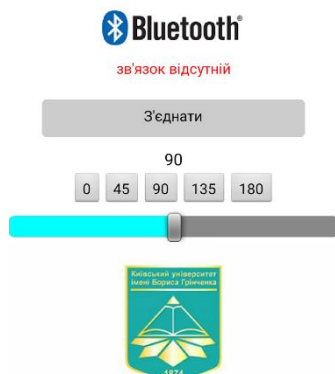 Bluetooth®
зв'язок відсутній
З'єднати
90
0 45 90 135 180
Київський університет
імені Бориса Грінченка
1874